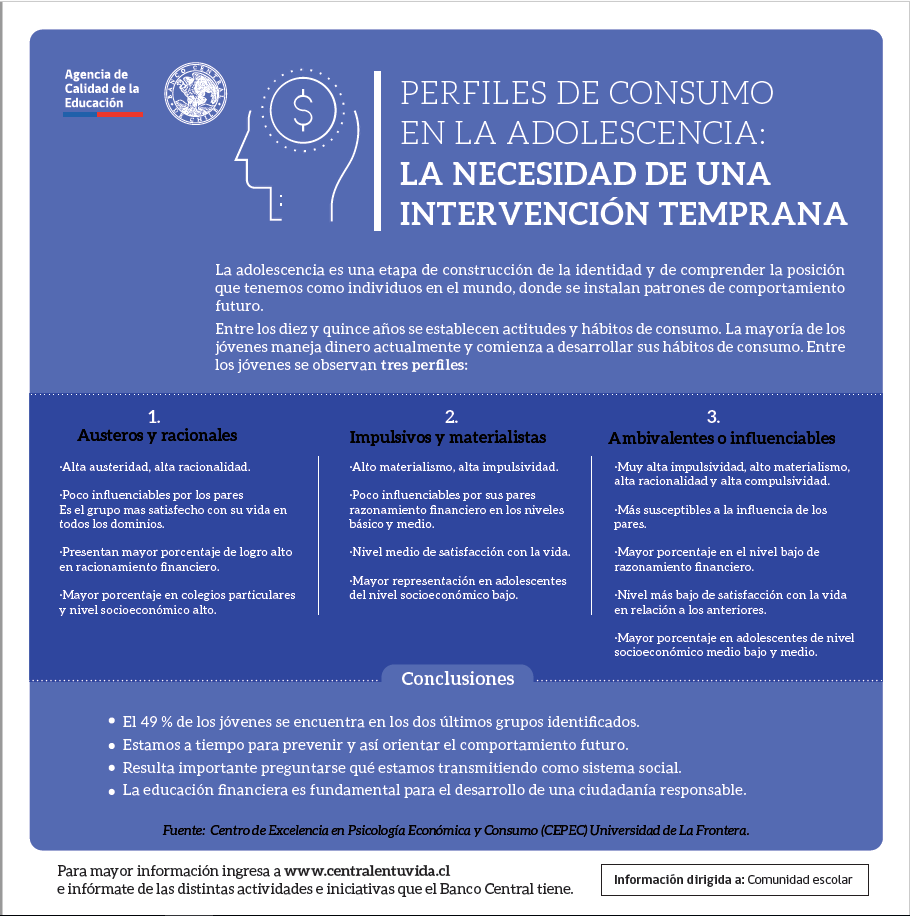 Agencia de
Calidad de la
Educación
BANCO CENTRAL
DE CHILE
$
PERFILES DE CONSUMO
EN LA ADOLESCENCIA:
LA NECESIDAD DE UNA
INTERVENCIÓN TEMPRANA
La adolescencia es una etapa de construcción de la identidad y de comprender la posición
que tenemos como individuos en el mundo, donde se instalan patrones de comportamiento
futuro.
Entre los diez y quince años se establecen actitudes y hábitos de consumo. La mayoría de los
jóvenes maneja dinero actualmente y comienza a desarrollar sus hábitos de consumo. Entre
los jóvenes se observan tres perfiles:
1.
Austeros y racionales
·Alta austeridad, alta racionalidad.
·Poco influenciables por los pares
Es el grupo mas satisfecho con su vida en
todos los dominios.
·Presentan mayor porcentaje de logro alto
en racionamiento financiero.
·Mayor porcentaje en colegios particulares
y nivel socioeconómico alto.
2.
Impulsivos y materialistas
·Alto materialismo, alta impulsividad.
·Poco influenciables por sus pares
razonamiento financiero en los niveles
básico y medio.
·Nivel medio de satisfacción con la vida.
·Mayor representación en adolescentes
del nivel socioeconómico bajo.
3.
Ambivalentes o influenciables
·Muy alta impulsividad, alto materialismo,
alta racionalidad y alta compulsividad.
·Más susceptibles a la influencia de los
pares.
·Mayor porcentaje en el nivel bajo de
razonamiento financiero.
·Nivel más bajo de satisfacción con la vida
en relación a los anteriores.
·Mayor porcentaje en adolescentes de nivel
socioeconómico medio bajo y medio.
Conclusiones
• El 49 % de los jóvenes se encuentra en los dos últimos grupos identificados.
• Estamos a tiempo para prevenir y así orientar el comportamiento futuro.
• Resulta importante preguntarse qué estamos transmitiendo como sistema social.
• La educación financiera es fundamental para el desarrollo de una ciudadanía responsable.
Fuente: Centro de Excelencia en Psicología Económica y Consumo (CEPEC) Universidad de La Frontera.
Para mayor información ingresa a www.centralentuvida.cl
e infórmate de las distintas actividades e iniciativas que el Banco Central tiene.
Información dirigida a: Comunidad escolar